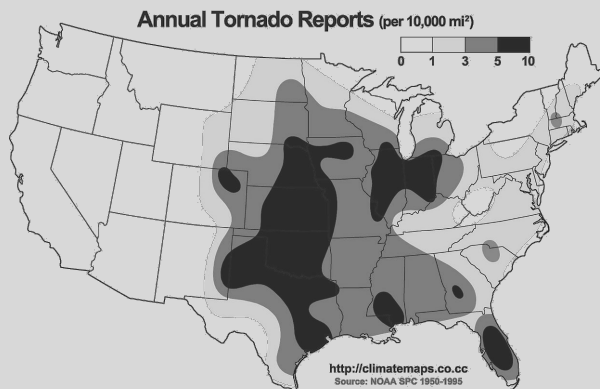 Annual Tornado Reports (per 10,000 mi²)
0 1 3 5 10
http://climatemaps.co.cc
Source: NOAA SPC 1950-1995